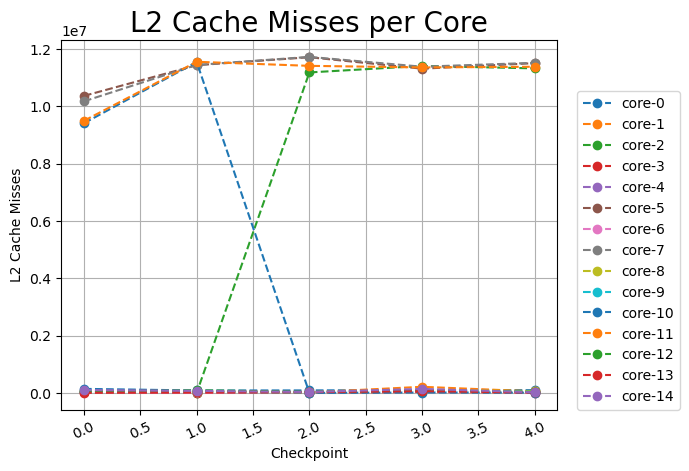 L2 Cache Misses per Core
1e7
1.2
1.0
0.8
0.6
0.4
0.2
0.0
L2 Cache Misses
0.0 0.5 1.0 1.5 2.0 2.5 3.0 3.5 4.0
Checkpoint
core-0
core-1
core-2
core-3
core-4
core-5
core-6
core-7
core-8
core-9
core-10
core-11
core-12
core-13
core-14